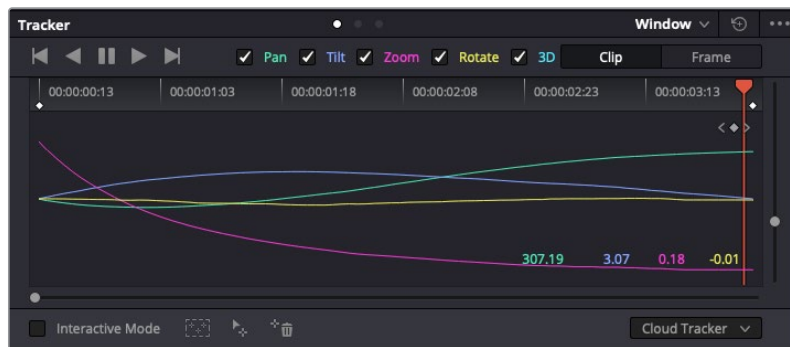 Tracker Window
Pan Tilt Zoom Rotate 3D Clip Frame
00:00:00:13 00:00:01:03 00:00:01:18 00:00:02:08 00:00:02:23 00:00:03:13
307.19 3.07 0.18 -0.01
Interactive Mode Cloud Tracker